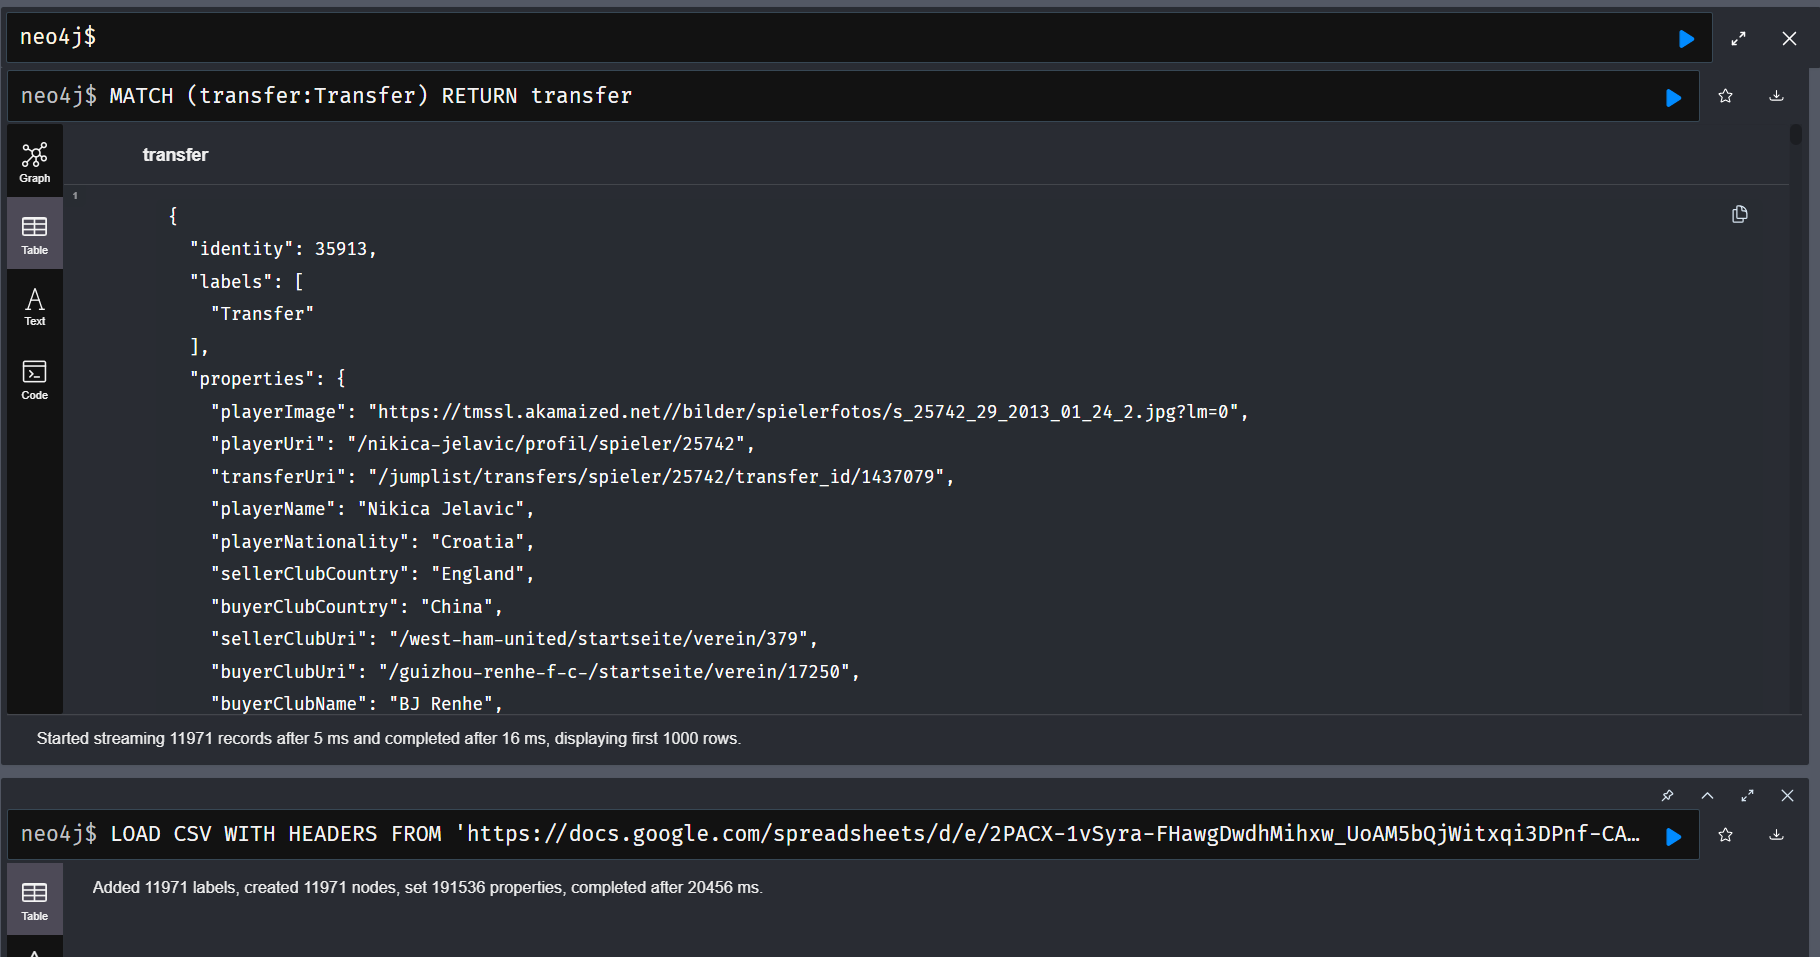 neo4j$
neo4j$ MATCH (transfer:Transfer) RETURN transfer
Graph
Table
Text
Code
transfer
1
{
"identity": 35913,
"labels": [
"Transfer"
],
"properties": {
"playerImage": "https://tmssl.akamaized.net//bilder/spielerfotos/s_25742_29_2013_01_24_2.jpg?lm=0",
"playerUri": "/nikica-jelavic/profil/spieler/25742",
"transferUri": "/jumplist/transfers/spieler/25742/transfer_id/1437079",
"playerName": "Nikica Jelavic",
"playerNationality": "Croatia",
"sellerClubCountry": "England",
"buyerClubCountry": "China",
"sellerClubUri": "/west-ham-united/startseite/verein/379",
"buyerClubUri": "/guizhou-renhe-f-c-/startseite/verein/17250",
"buyerClubName": "BJ Renhe",
Started streaming 11971 records after 5 ms and completed after 16 ms, displaying first 1000 rows.
neo4j$ LOAD CSV WITH HEADERS FROM 'https://docs.google.com/spreadsheets/d/e/2PACX-1vSyra-FHawgDwdhMihxw_UoAM5bQjWitxqi3DPnf-CA…
Table
Added 11971 labels, created 11971 nodes, set 191536 properties, completed after 20456 ms.